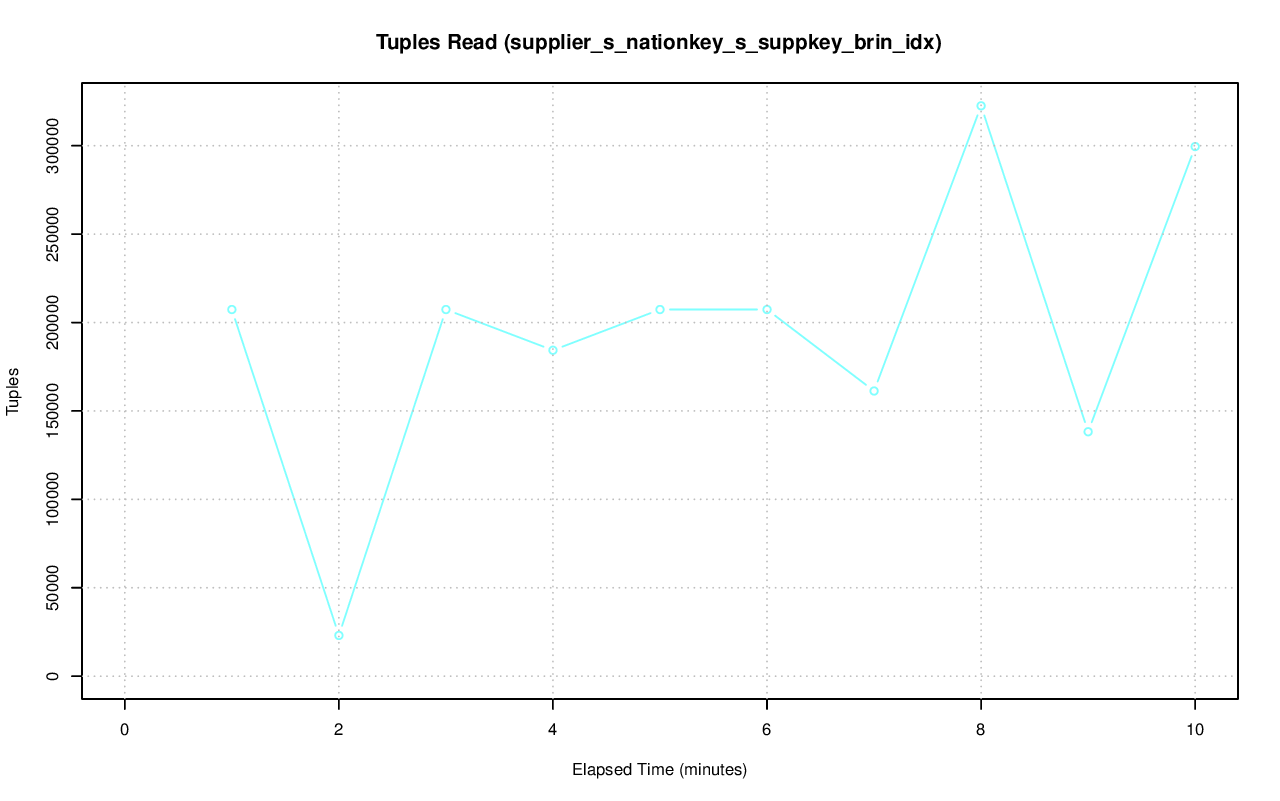 Tuples Read (supplier_s_nationkey_s_suppkey_brin_idx)
Tuples
300000
250000
200000
150000
100000
50000
0
0 2 4 6 8 10
Elapsed Time (minutes)